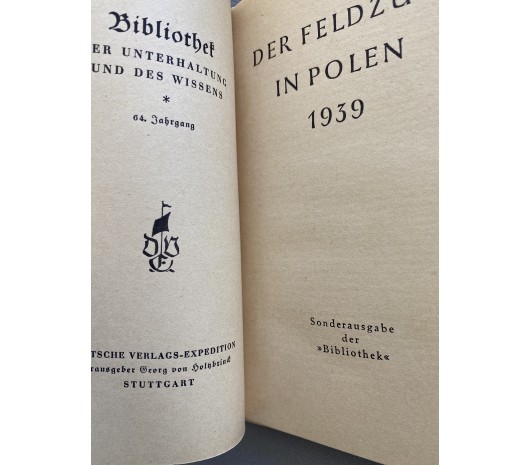 Bibliothek
ER UNTERHALTUNG
UND DES WISSENS
*
64. Jahrgang
DVE
TSCHE VERLAGS-EXPEDITION
rausgeber Georg von Holtzbrinck
STUTTGART
DER FELDZU
IN POLEN
1939
Sonderausgabe
der
»Bibliothek«